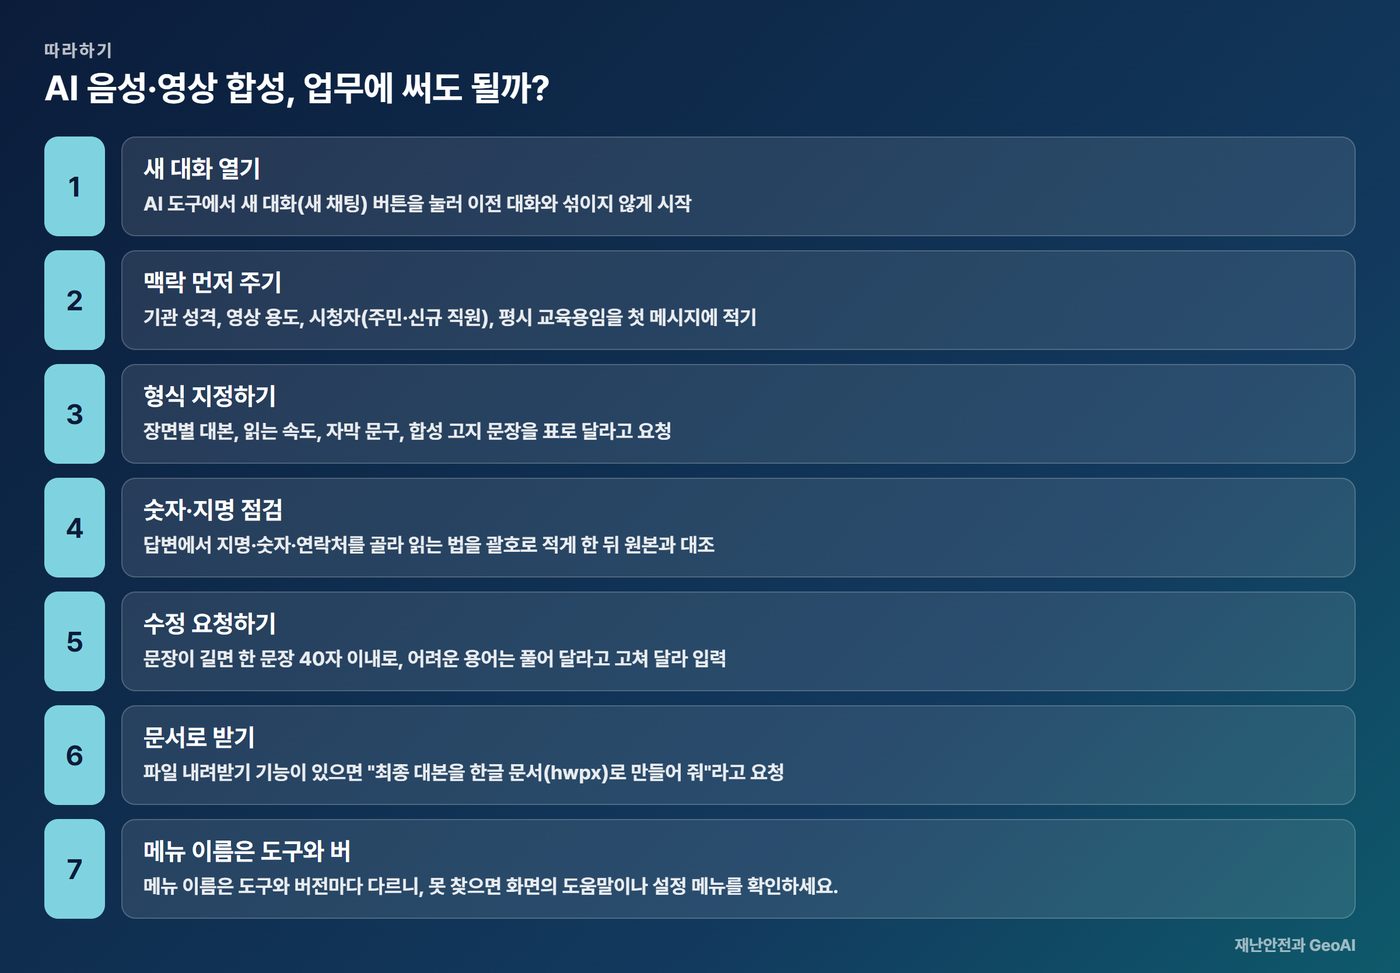 따라하기
AI 음성·영상 합성, 업무에 써도 될까?
1
새 대화 열기
AI 도구에서 새 대화(새 채팅) 버튼을 눌러 이전 대화와 섞이지 않게 시작
2
맥락 먼저 주기
기관 성격, 영상 용도, 시청자(주민·신규 직원), 평시 교육용임을 첫 메시지에 적기
3
형식 지정하기
장면별 대본, 읽는 속도, 자막 문구, 합성 고지 문장을 표로 달라고 요청
4
숫자·지명 점검
답변에서 지명·숫자·연락처를 골라 읽는 법을 괄호로 적게 한 뒤 원본과 대조
5
수정 요청하기
문장이 길면 한 문장 40자 이내로, 어려운 용어는 풀어 달라고 고쳐 달라 입력
6
문서로 받기
파일 내려받기 기능이 있으면 "최종 대본을 한글 문서(hwpx)로 만들어 줘"라고 요청
7
메뉴 이름은 도구와 버
메뉴 이름은 도구와 버전마다 다르니, 못 찾으면 화면의 도움말이나 설정 메뉴를 확인하세요.
재난안전과 GeoAI